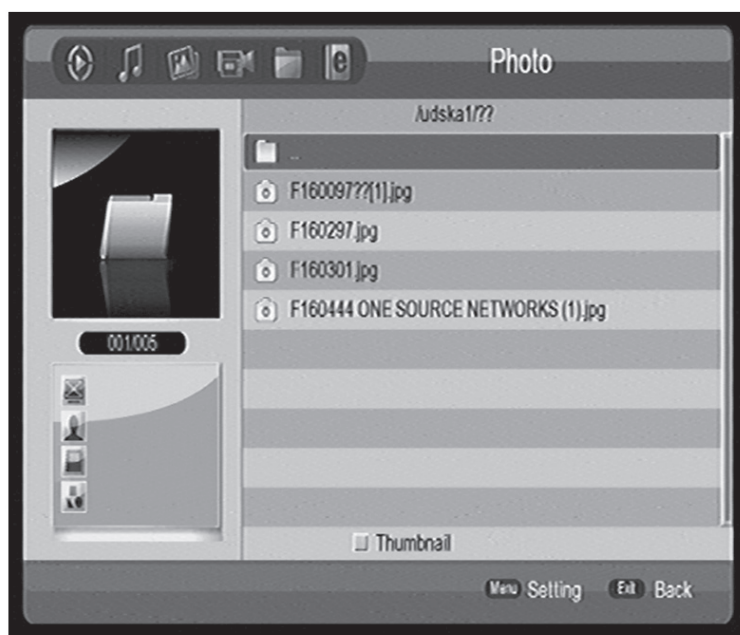 Photo
/udska1/??
..
F160097??[1].jpg
F160297.jpg
F160301.jpg
F160444 ONE SOURCE NETWORKS (1).jpg
001/005
Thumbnail
Menu Setting Exit Back